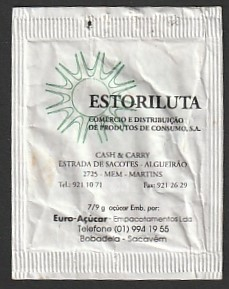 ESTORILUTA
COMÉRCIO E DISTRIBUIÇÃO
DE PRODUTOS DE CONSUMO, S.A.
CASH & CARRY
ESTRADA DE SACOTES - ALGUEIRÃO
2725 - MEM - MARTINS
Tel.: 921 10 71 Fax: 921 26 29
7/9 g açúcar Emb. por:
Euro-Açúcar - Empacotamentos Lda
Telefone (01) 994 19 55
Bobadela - Sacavém